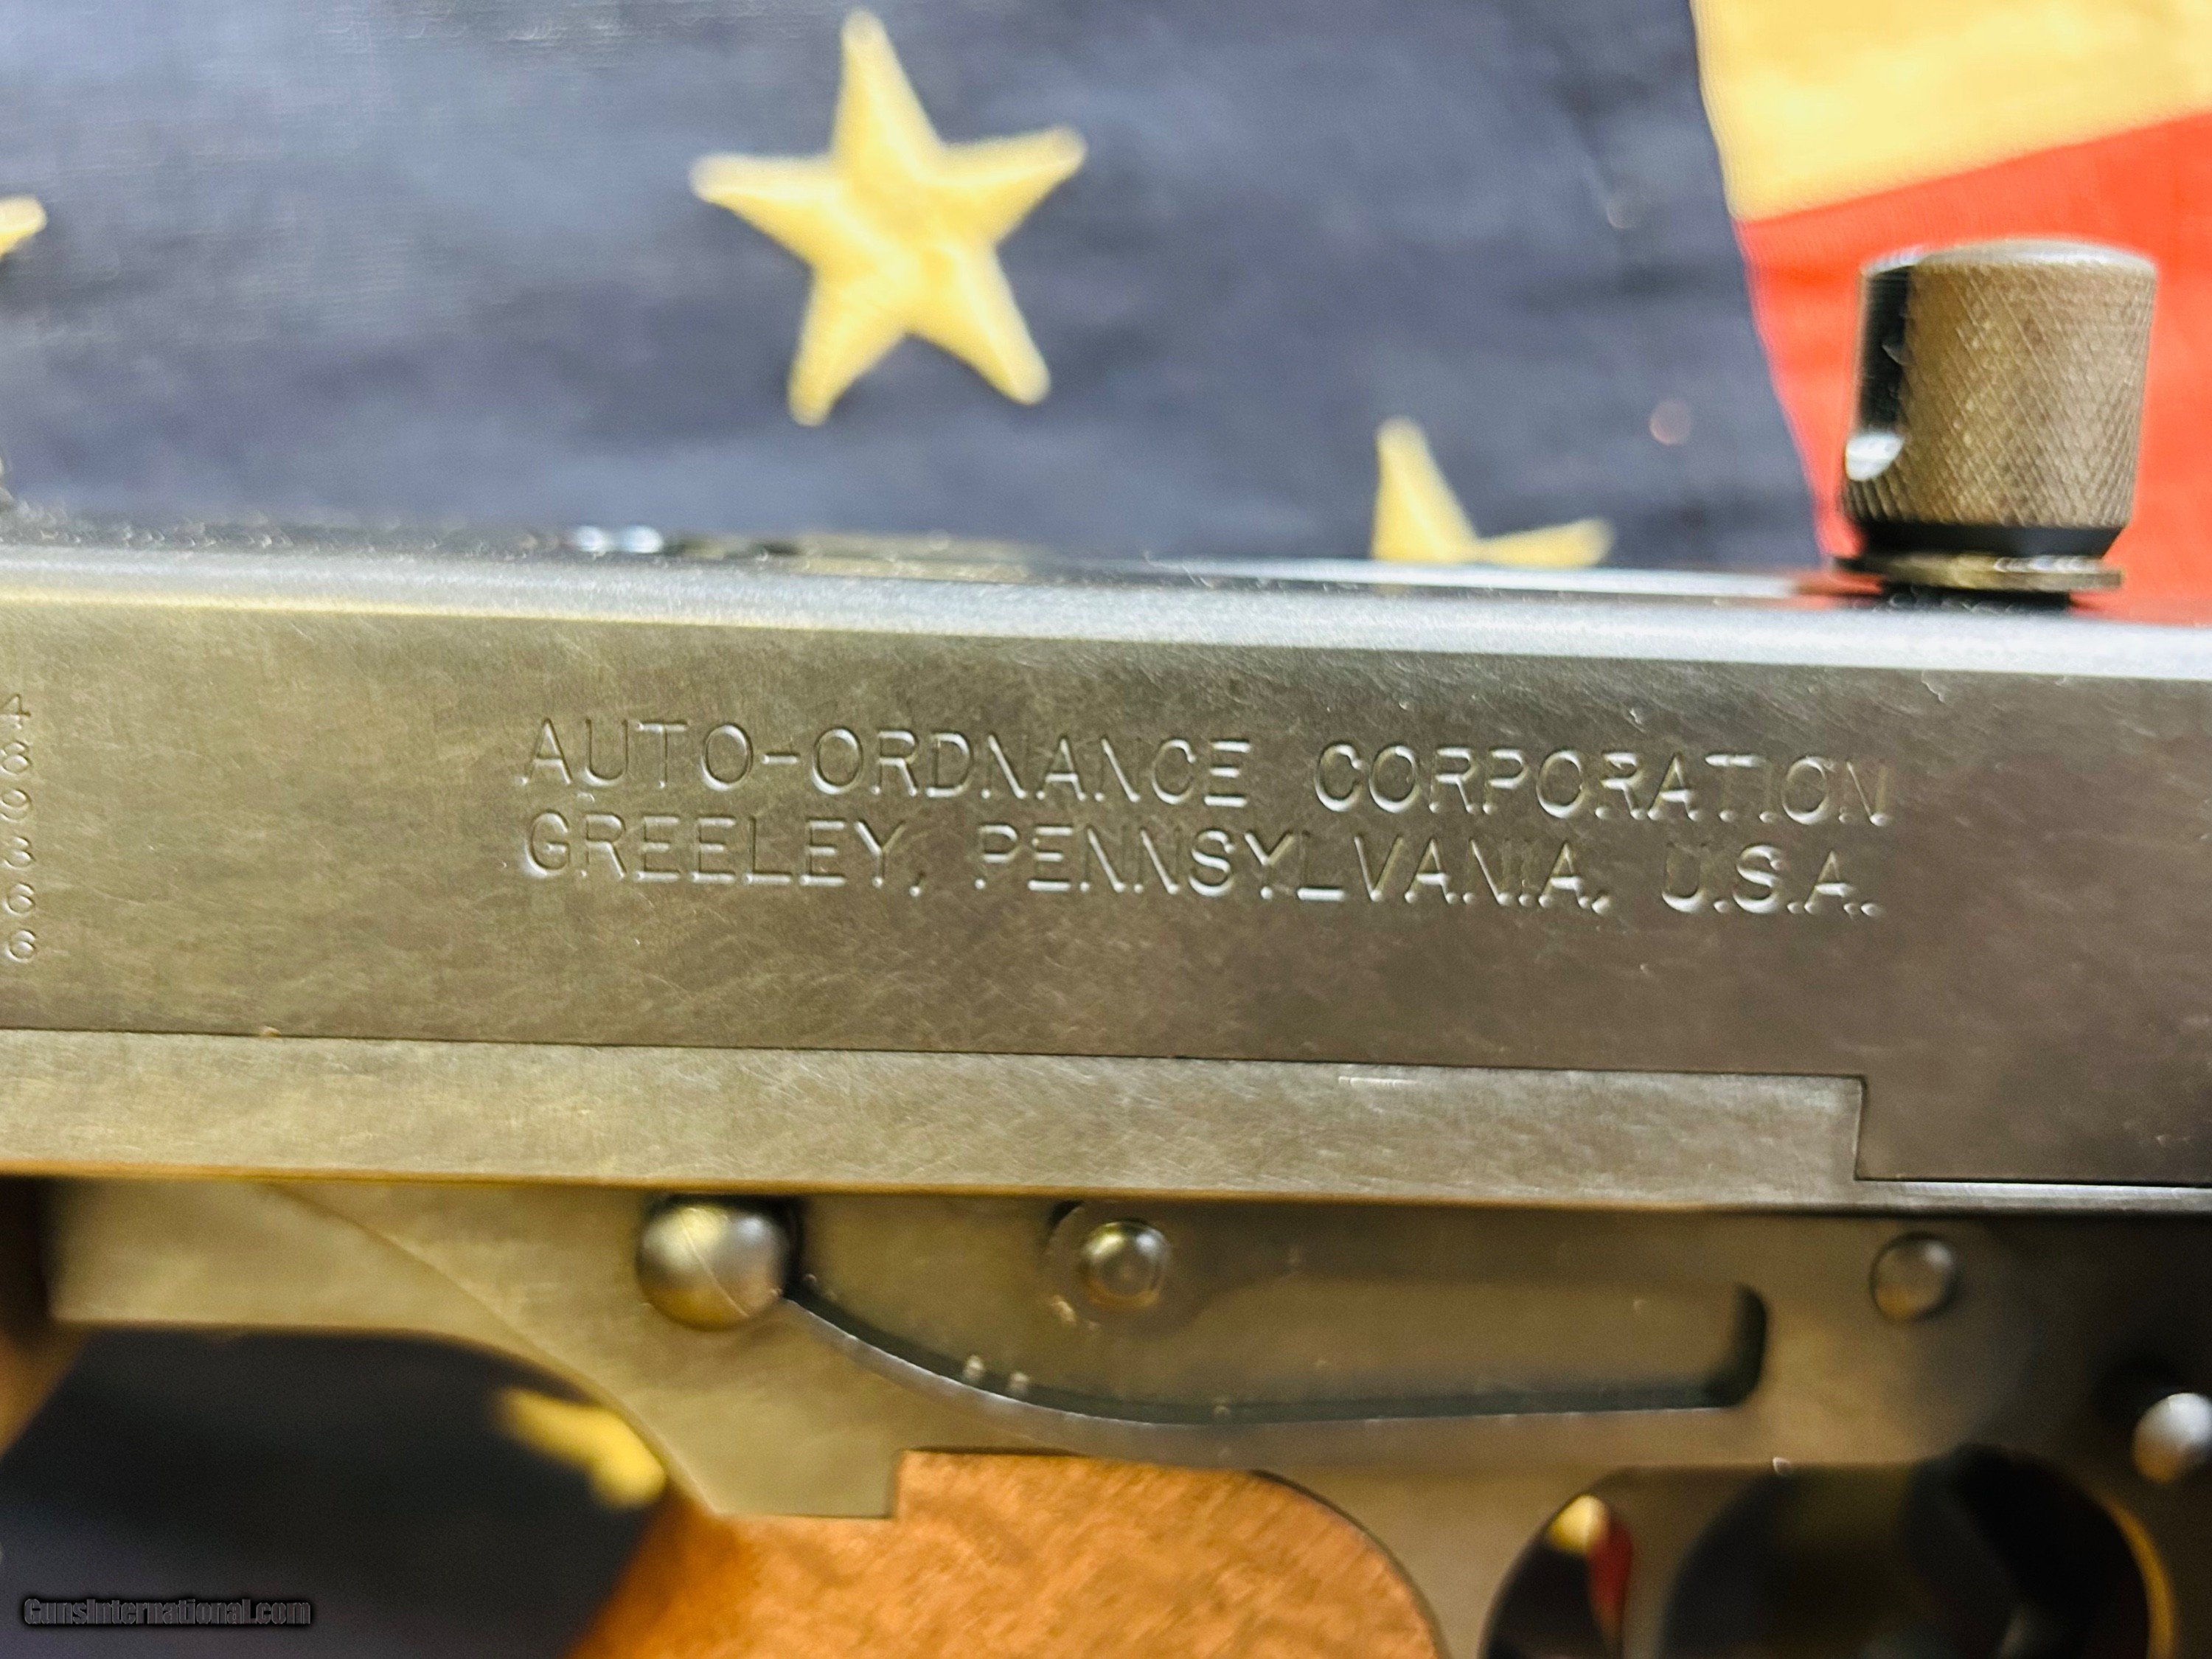 AUTO-ORDNANCE CORPORATION
GREELEY, PENNSYLVANIA, U.S.A.
GunsInternational.com